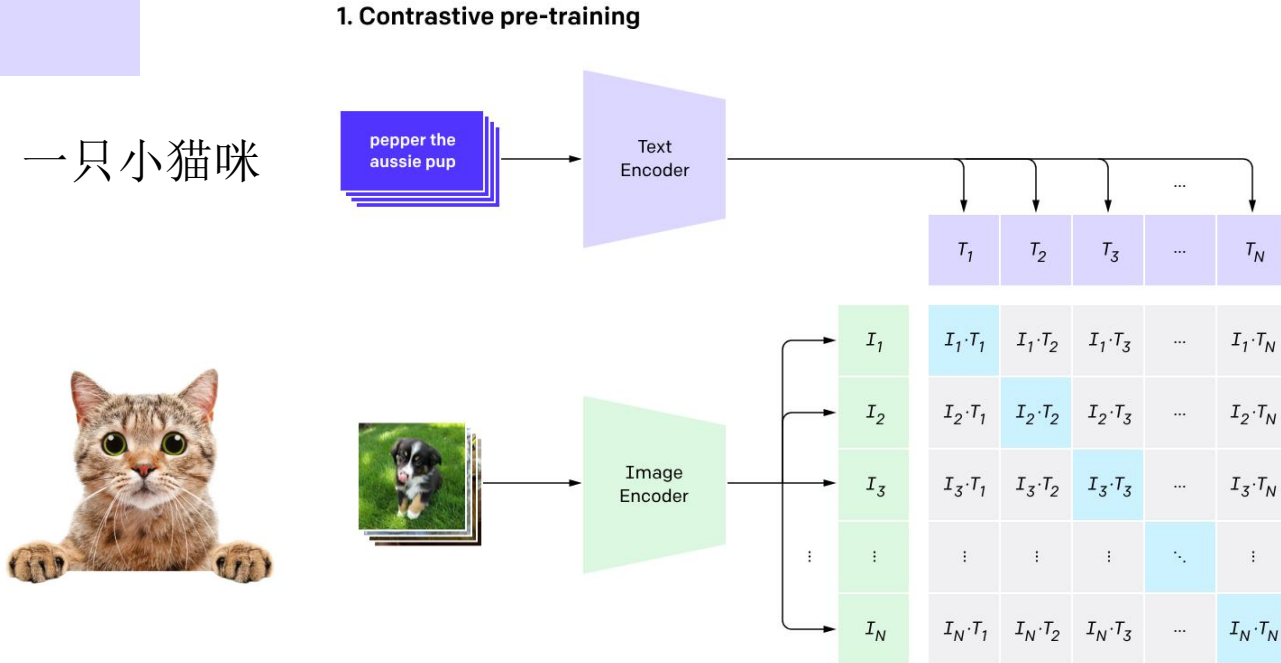 1. Contrastive pre-training
一只小猫咪
pepper the
aussie pup
Text
Encoder
...
T1 T2 T3 ... TN
I1 I1·T1 I1·T2 I1·T3 ... I1·TN
I2 I2·T1 I2·T2 I2·T3 ... I2·TN
Image
Encoder
I3 I3·T1 I3·T2 I3·T3 ... I3·TN
⋮ ⋮ ⋮ ⋮ ⋮ ⋱ ⋮
IN IN·T1 IN·T2 IN·T3 ... IN·TN